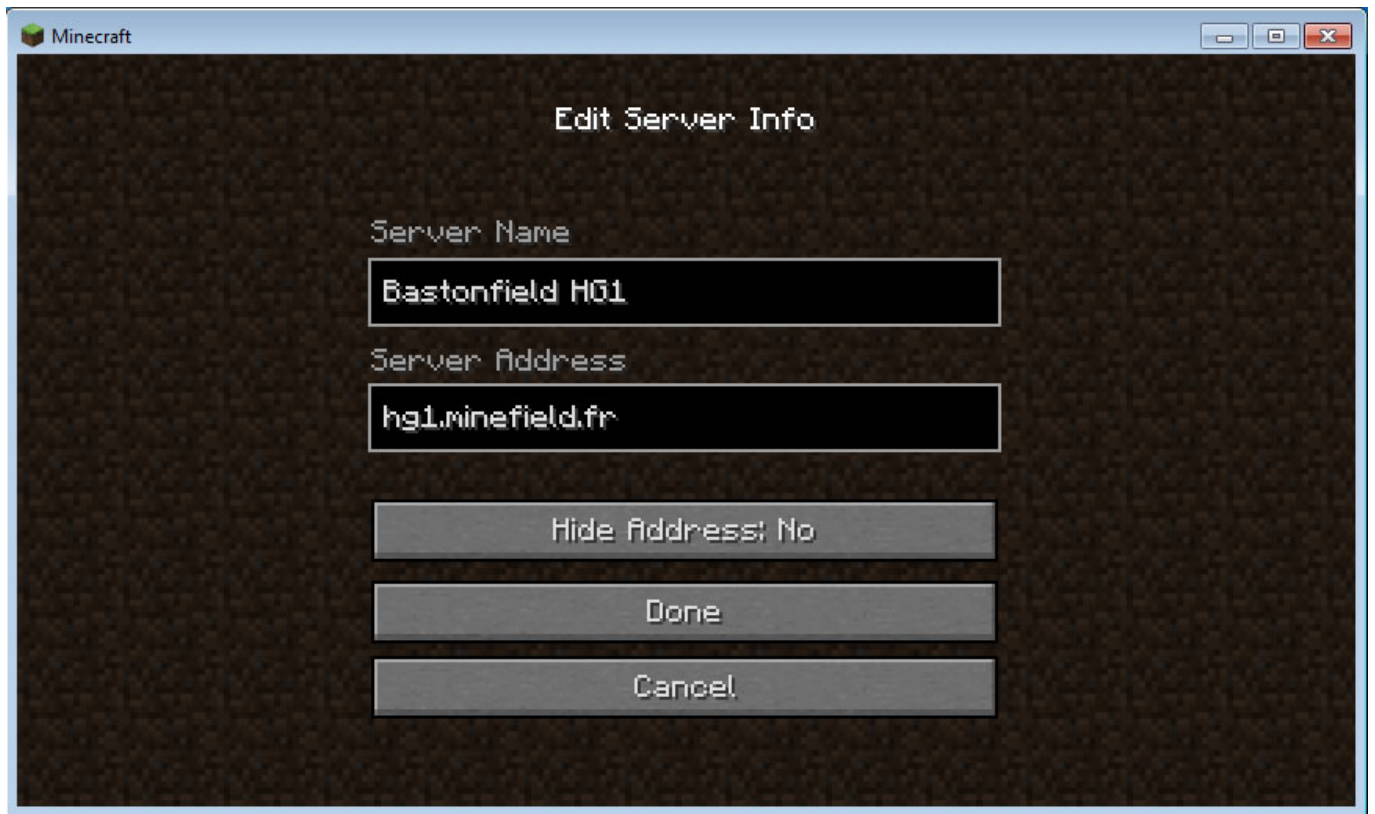 Minecraft
Edit Server Info
Server Name
Bastonfield HG1
Server Address
hg1.minefield.fr
Hide Address: No
Done
Cancel